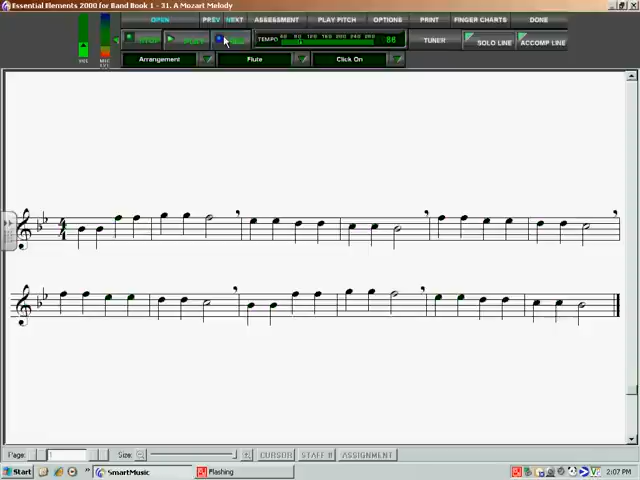 Essential Elements 2000 for Band Book 1 - 31. A Mozart Melody
OPEN PREV NEXT ASSESSMENT PLAY PITCH OPTIONS PRINT FINGER CHARTS DONE
TEMPO 88 TUNER SOLO LINE ACCOMP LINE
Arrangement Flute Click On
Page: 1 Size: CURSOR STAFF # ASSIGNMENT
Start SmartMusic Flashing 2:07 PM